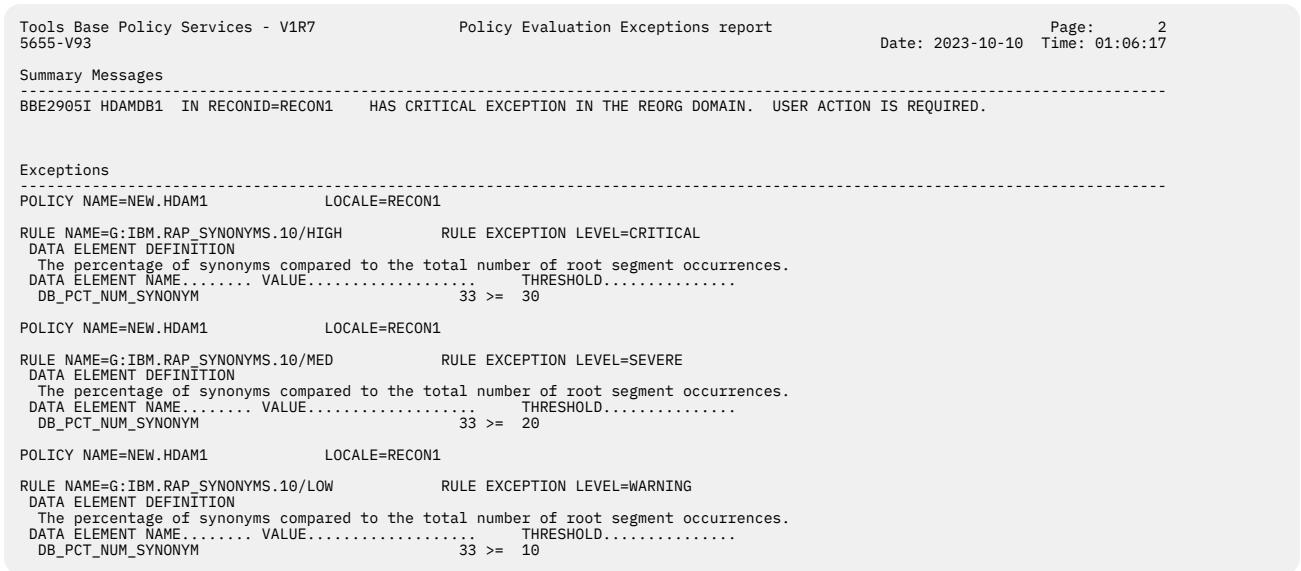 Tools Base Policy Services - V1R7                Policy Evaluation Exceptions report                               Page:       2
5655-V93                                                                                        Date: 2023-10-10  Time: 01:06:17
Summary Messages
--------------------------------------------------------------------------------------------------------------------------------
BBE2905I HDAMDB1  IN RECONID=RECON1    HAS CRITICAL EXCEPTION IN THE REORG DOMAIN.  USER ACTION IS REQUIRED.
Exceptions
--------------------------------------------------------------------------------------------------------------------------------
POLICY NAME=NEW.HDAM1             LOCALE=RECON1
RULE NAME=G:IBM.RAP_SYNONYMS.10/HIGH           RULE EXCEPTION LEVEL=CRITICAL
 DATA ELEMENT DEFINITION
  The percentage of synonyms compared to the total number of root segment occurrences.
 DATA ELEMENT NAME........ VALUE...................     THRESHOLD...............
  DB_PCT_NUM_SYNONYM                             33 >=  30
POLICY NAME=NEW.HDAM1             LOCALE=RECON1
RULE NAME=G:IBM.RAP_SYNONYMS.10/MED            RULE EXCEPTION LEVEL=SEVERE
 DATA ELEMENT DEFINITION
  The percentage of synonyms compared to the total number of root segment occurrences.
 DATA ELEMENT NAME........ VALUE...................     THRESHOLD...............
  DB_PCT_NUM_SYNONYM                             33 >=  20
POLICY NAME=NEW.HDAM1             LOCALE=RECON1
RULE NAME=G:IBM.RAP_SYNONYMS.10/LOW            RULE EXCEPTION LEVEL=WARNING
 DATA ELEMENT DEFINITION
  The percentage of synonyms compared to the total number of root segment occurrences.
 DATA ELEMENT NAME........ VALUE...................     THRESHOLD...............
  DB_PCT_NUM_SYNONYM                             33 >=  10